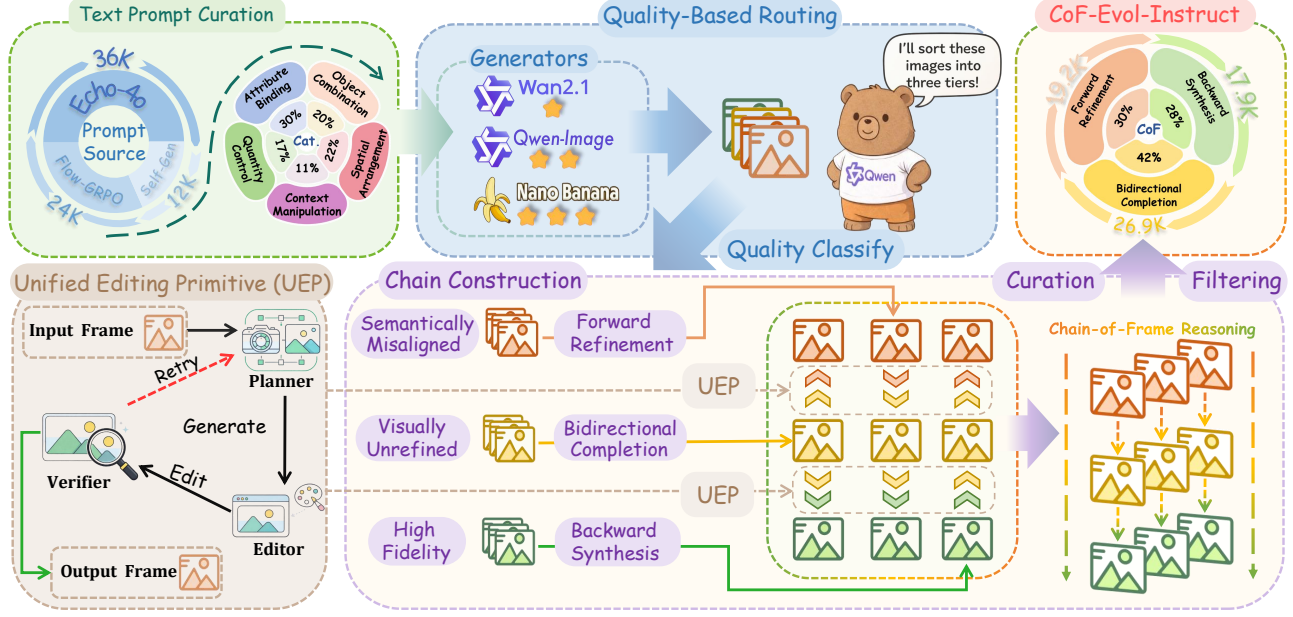 Text Prompt Curation
36K
Echo-4o
Prompt
Source
Flow-GRPO
Self-Gen
24K
12K
Attribute
Binding
Object
Combination
Quantity
Control
Spatial
Arrangement
Context
Manipulation
Cat.
30%
20%
17%
22%
11%
Quality-Based Routing
Generators
Wan2.1
Qwen-Image
Nano Banana
I'll sort these
images into
three tiers!
Qwen
Quality Classify
CoF-Evol-Instruct
19.2K
17.9K
26.9K
Forward
Refinement
Backward
Synthesis
Bidirectional
Completion
30%
28%
42%
CoF
Unified Editing Primitive (UEP)
Input Frame
Planner
Retry
Generate
Verifier
Edit
Editor
Output Frame
Chain Construction
Semantically
Misaligned
Forward
Refinement
UEP
Visually
Unrefined
Bidirectional
Completion
UEP
High
Fidelity
Backward
Synthesis
Curation
Filtering
Chain-of-Frame Reasoning